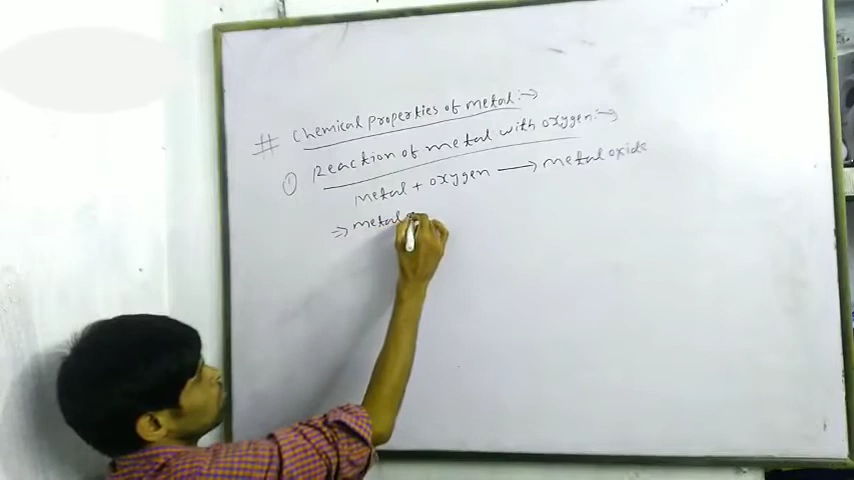 # Chemical properties of metal :→
① Reaction of metal with oxygen :→
metal + oxygen ⟶ metal oxide
⇒ metal